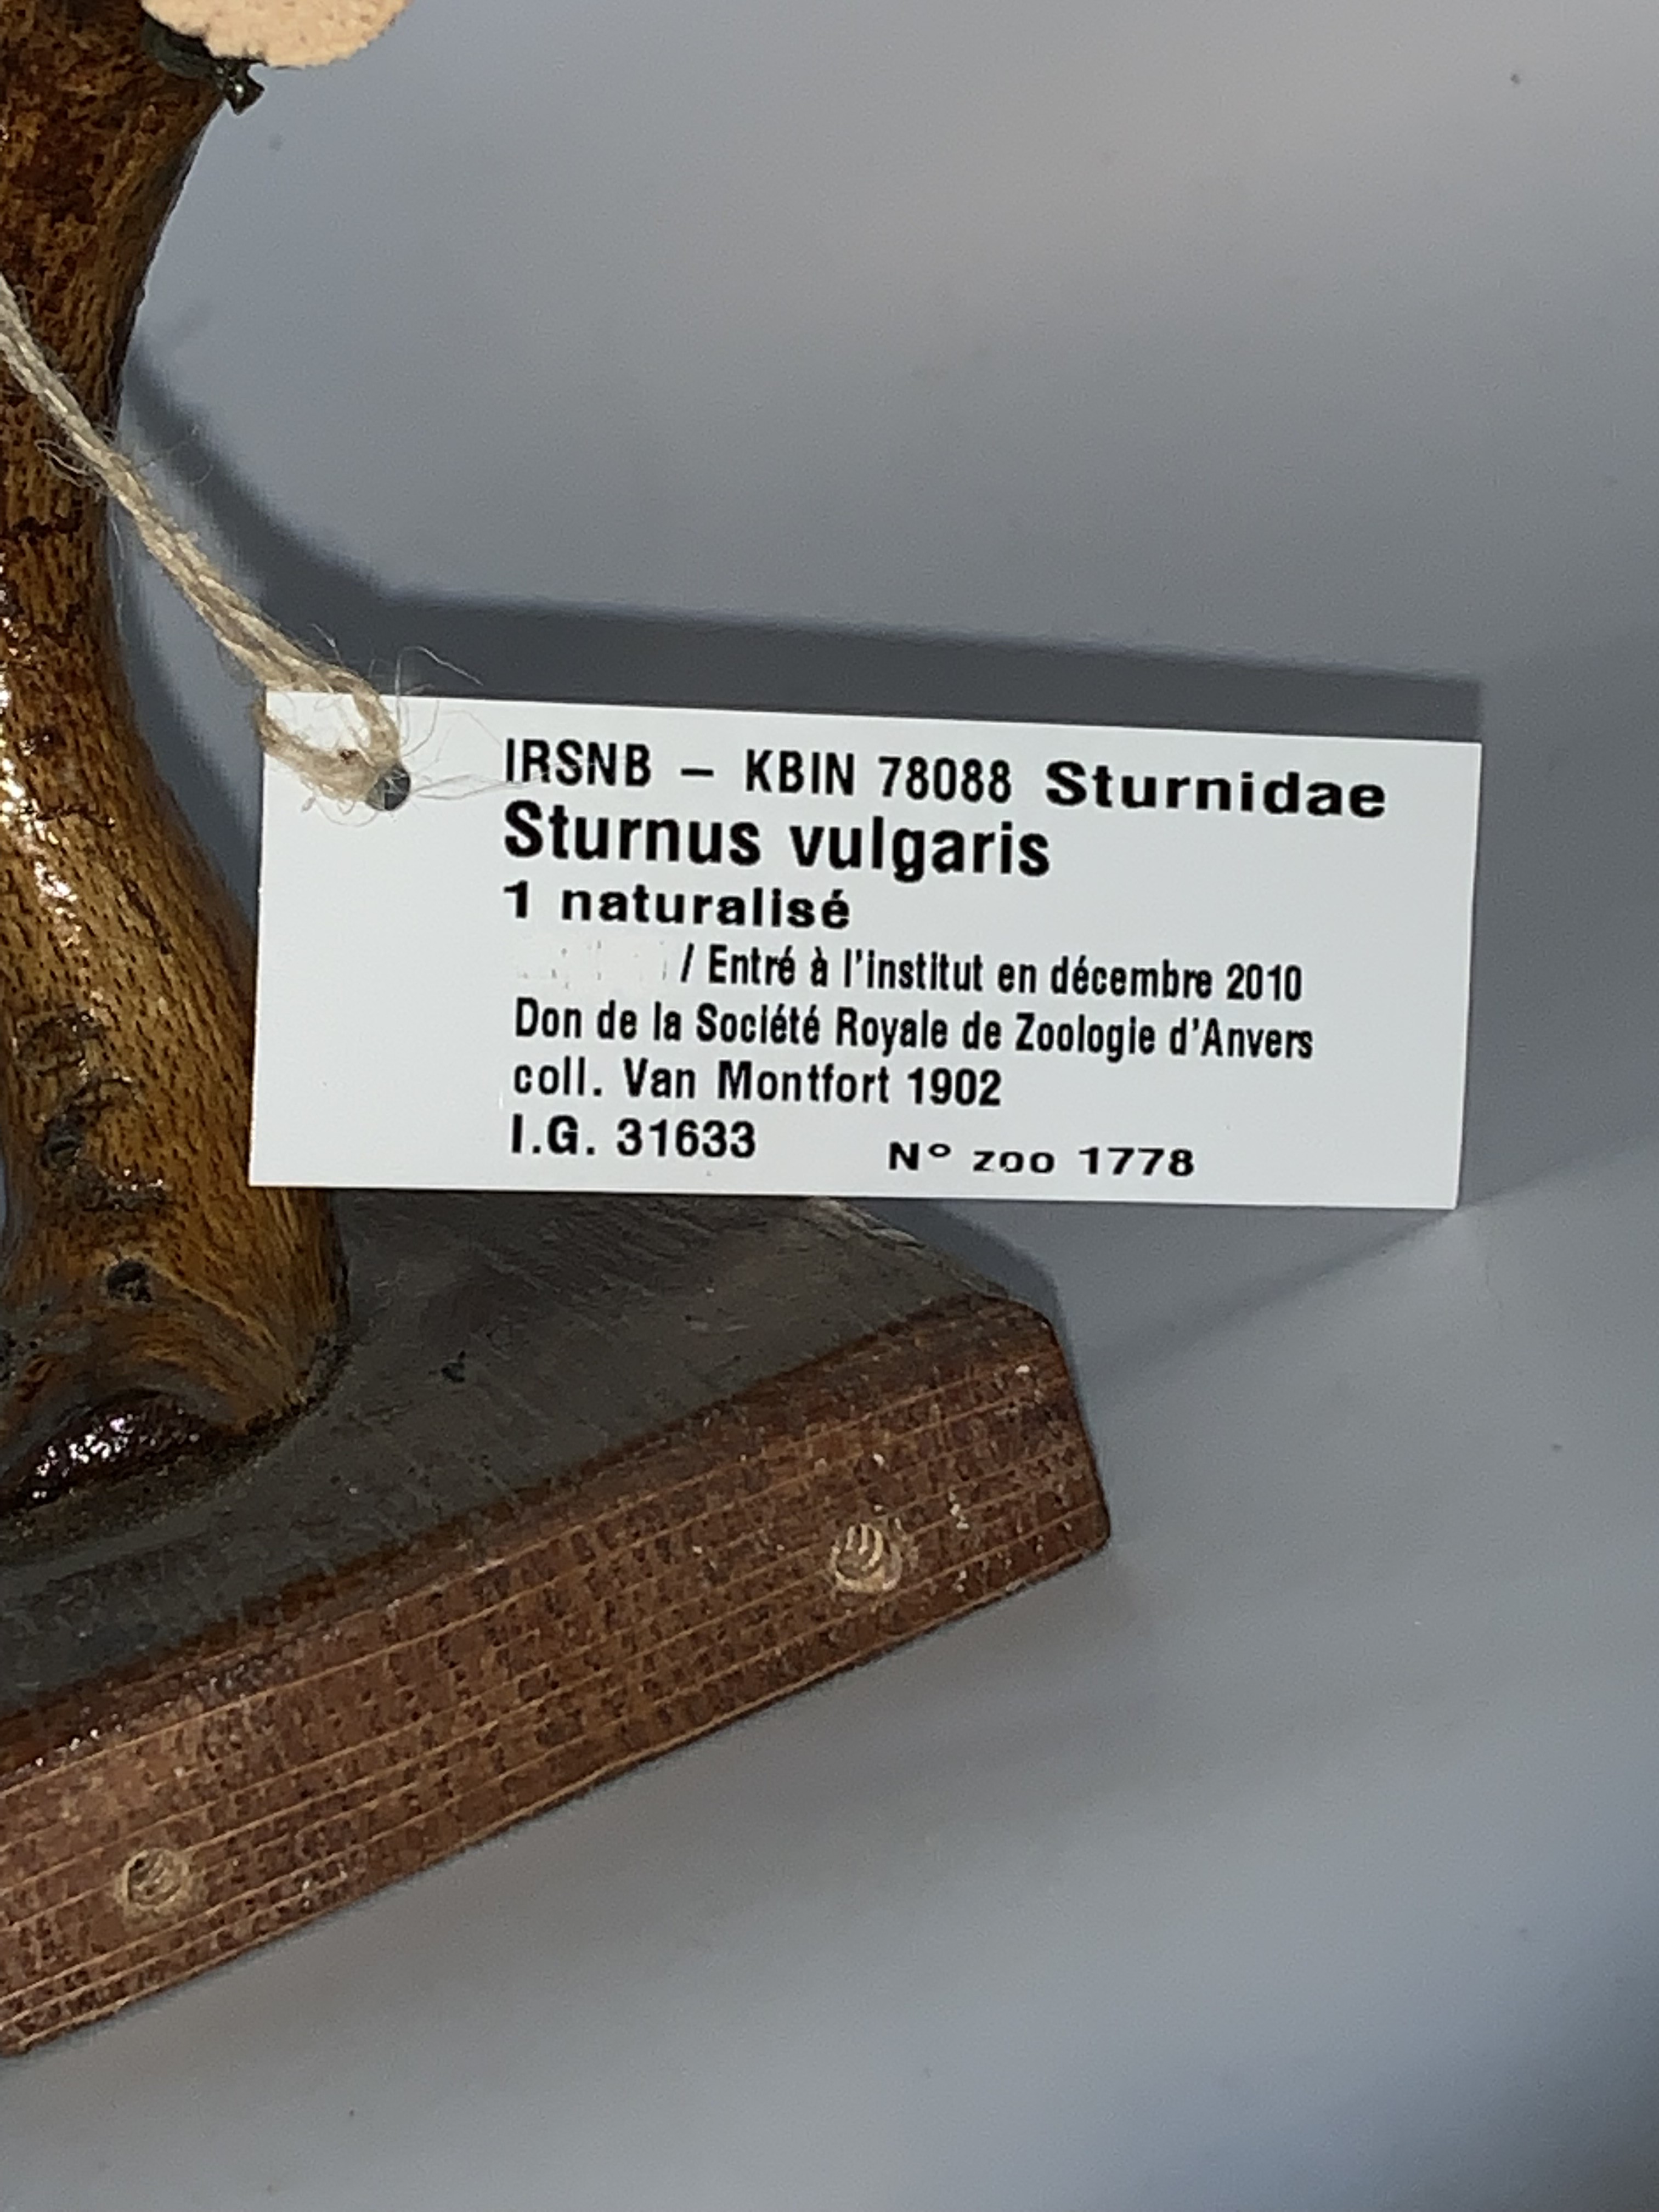 IRSNB – KBIN 78088 Sturnidae
Sturnus vulgaris
1 naturalisé
/ Entré à l'institut en décembre 2010
Don de la Société Royale de Zoologie d'Anvers
coll. Van Montfort 1902
I.G. 31633 N° zoo 1778